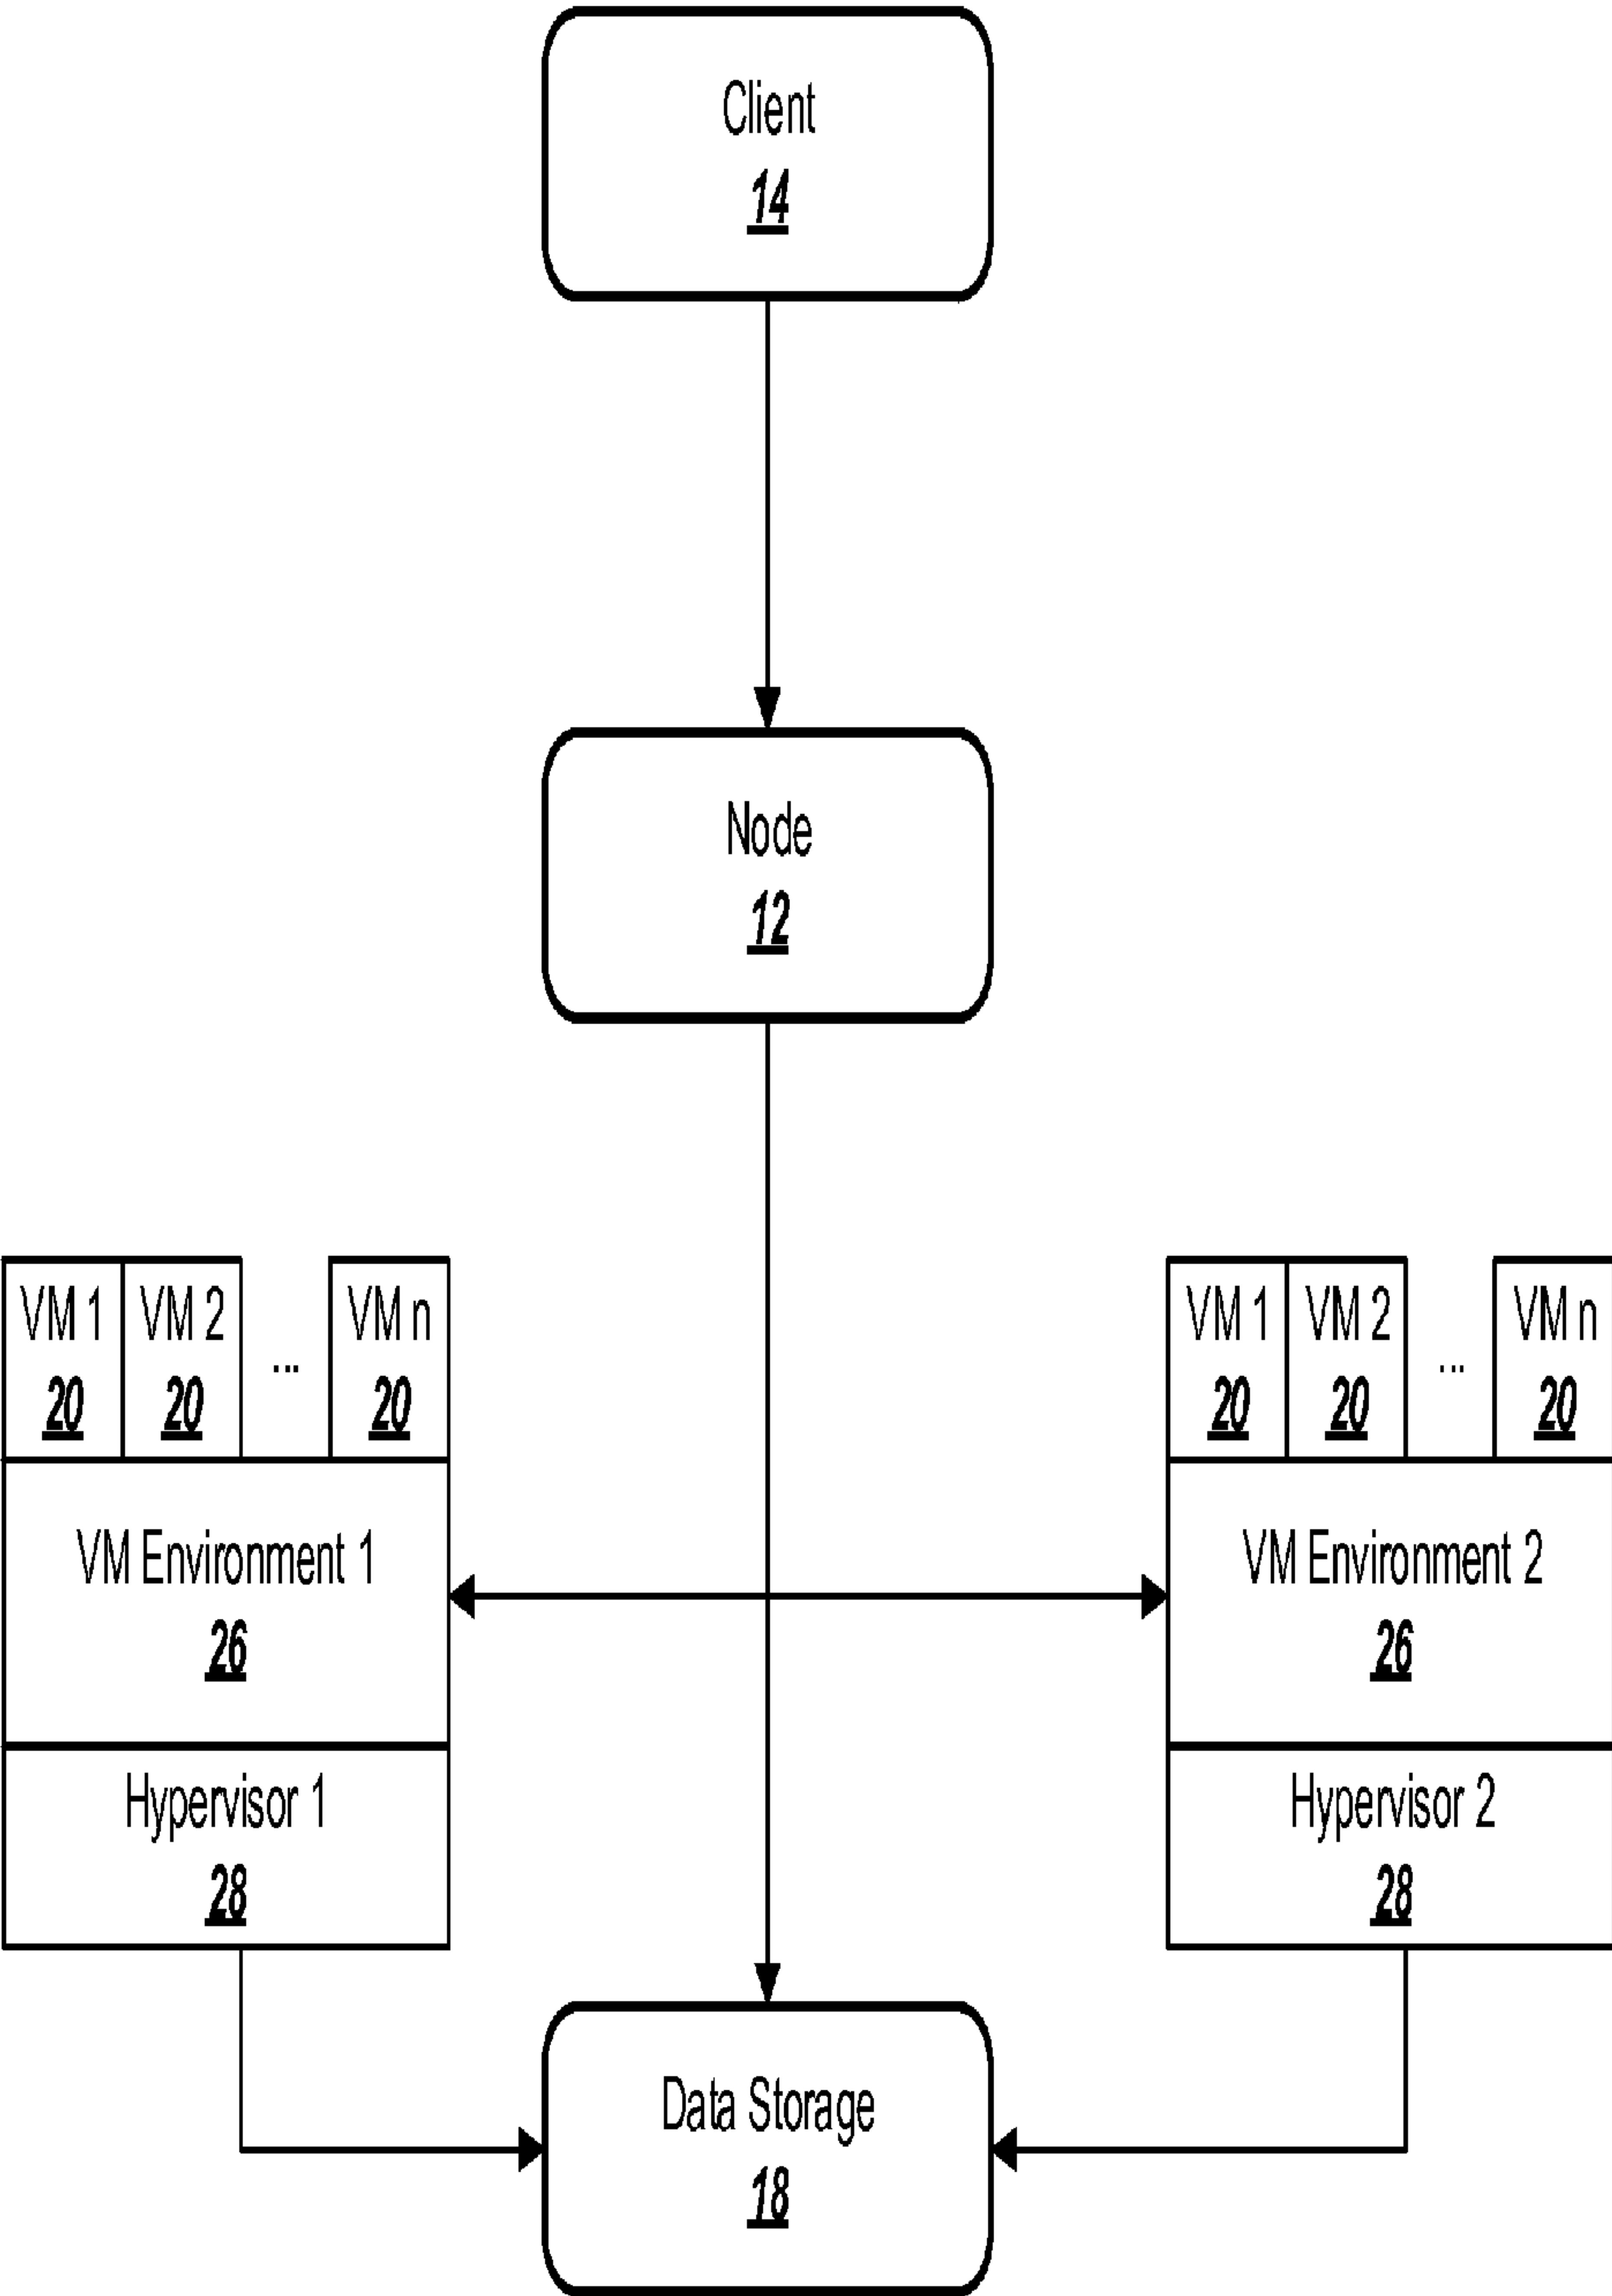 Client
14
Node
12
VM 1
20
VM 2
20
...
VM n
20
VM Environment 1
26
Hypervisor 1
28
VM 1
20
VM 2
20
...
VM n
20
VM Environment 2
26
Hypervisor 2
28
Data Storage
18